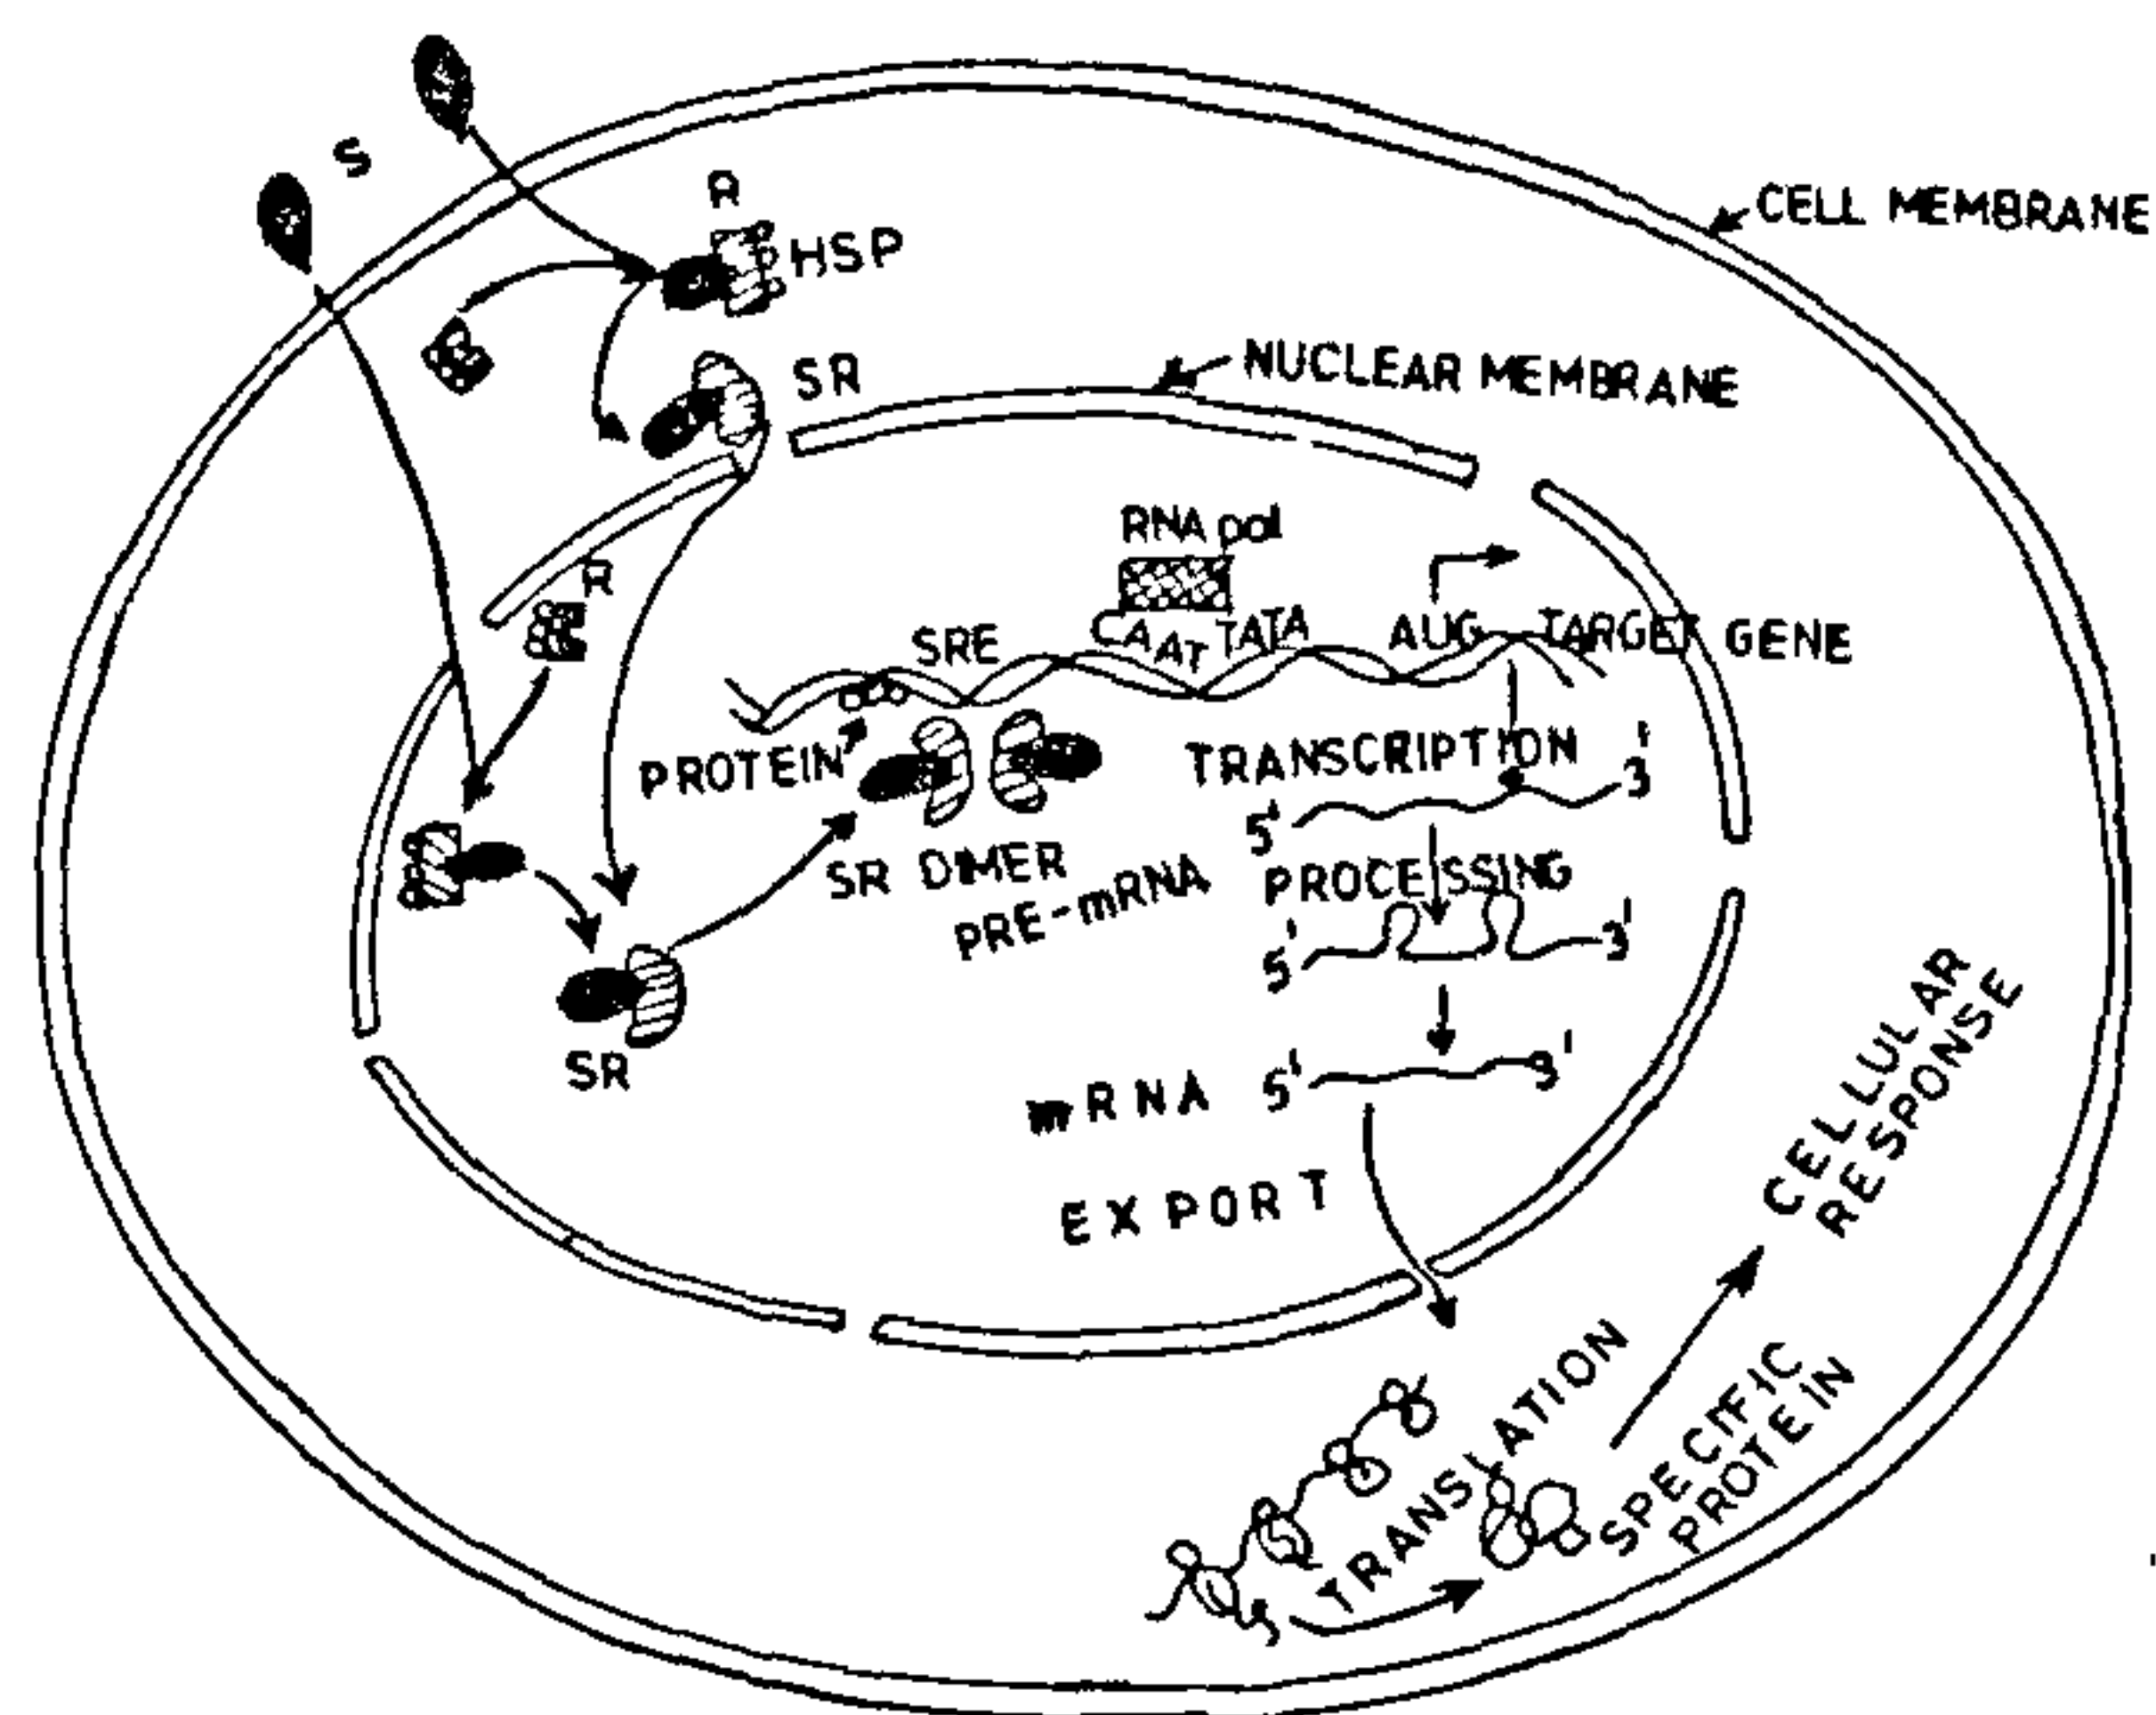 S
R
HSP
CELL MEMBRANE
SR
NUCLEAR MEMBRANE
RNA pol
R
SRE
CAAT TATA
AUG TARGET GENE
PROTEIN
TRANSCRIPTION
5' 3'
SR DIMER
PRE-mRNA
PROCESSING
5' 3'
SR
mRNA 5' 3'
EXPORT
CELLULAR
RESPONSE
TRANSLATION
SPECIFIC
PROTEIN